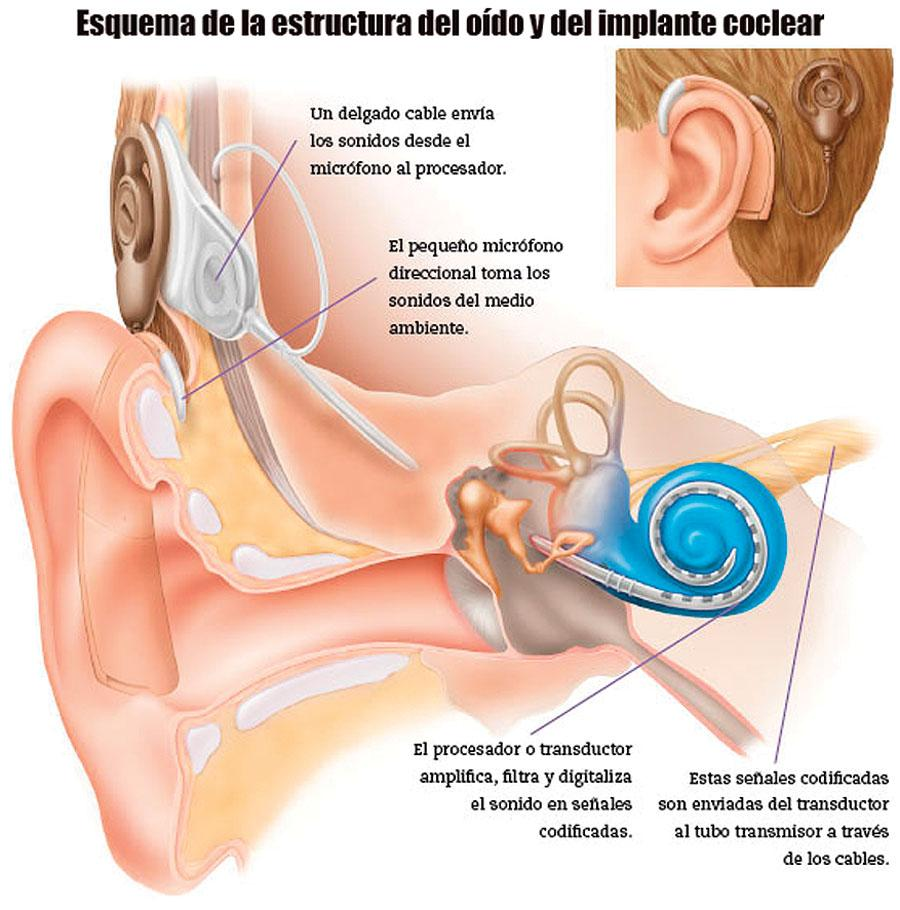 Esquema de la estructura del oído y del implante coclear
Un delgado cable envía
los sonidos desde el
micrófono al procesador.
El pequeño micrófono
direccional toma los
sonidos del medio
ambiente.
El procesador o transductor
amplifica, filtra y digitaliza
el sonido en señales
codificadas.
Estas señales codificadas
son enviadas del transductor
al tubo transmisor a través
de los cables.